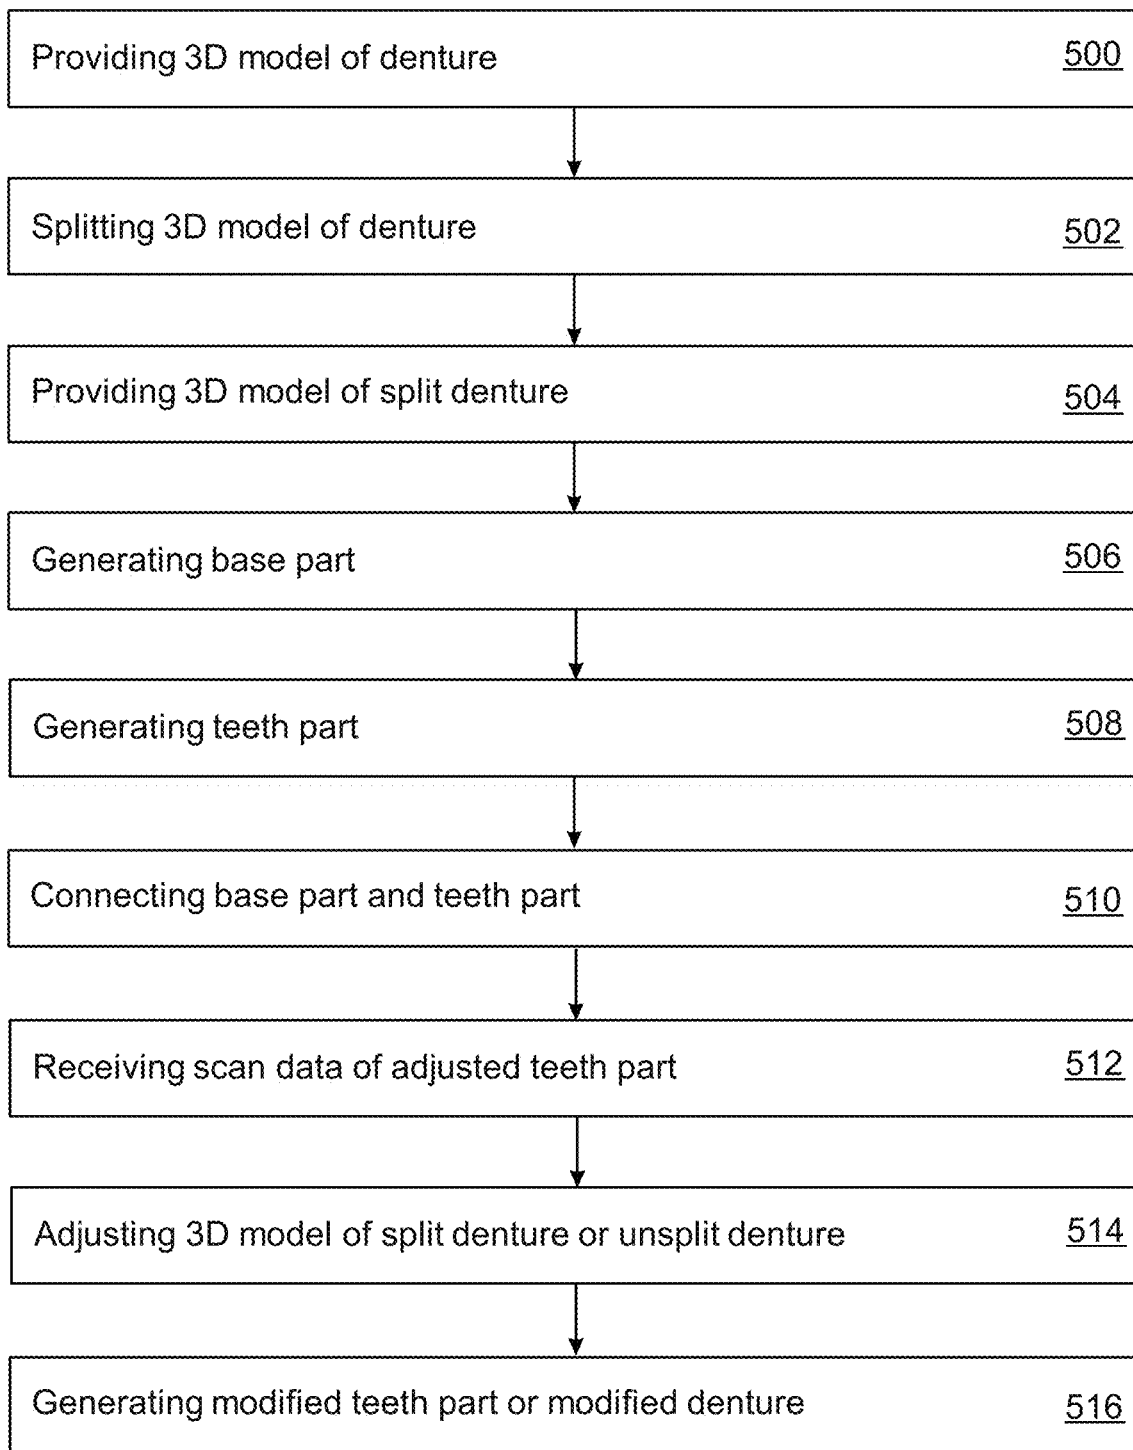 Providing 3D model of denture 500
Splitting 3D model of denture 502
Providing 3D model of split denture 504
Generating base part 506
Generating teeth part 508
Connecting base part and teeth part 510
Receiving scan data of adjusted teeth part 512
Adjusting 3D model of split denture or unsplit denture 514
Generating modified teeth part or modified denture 516